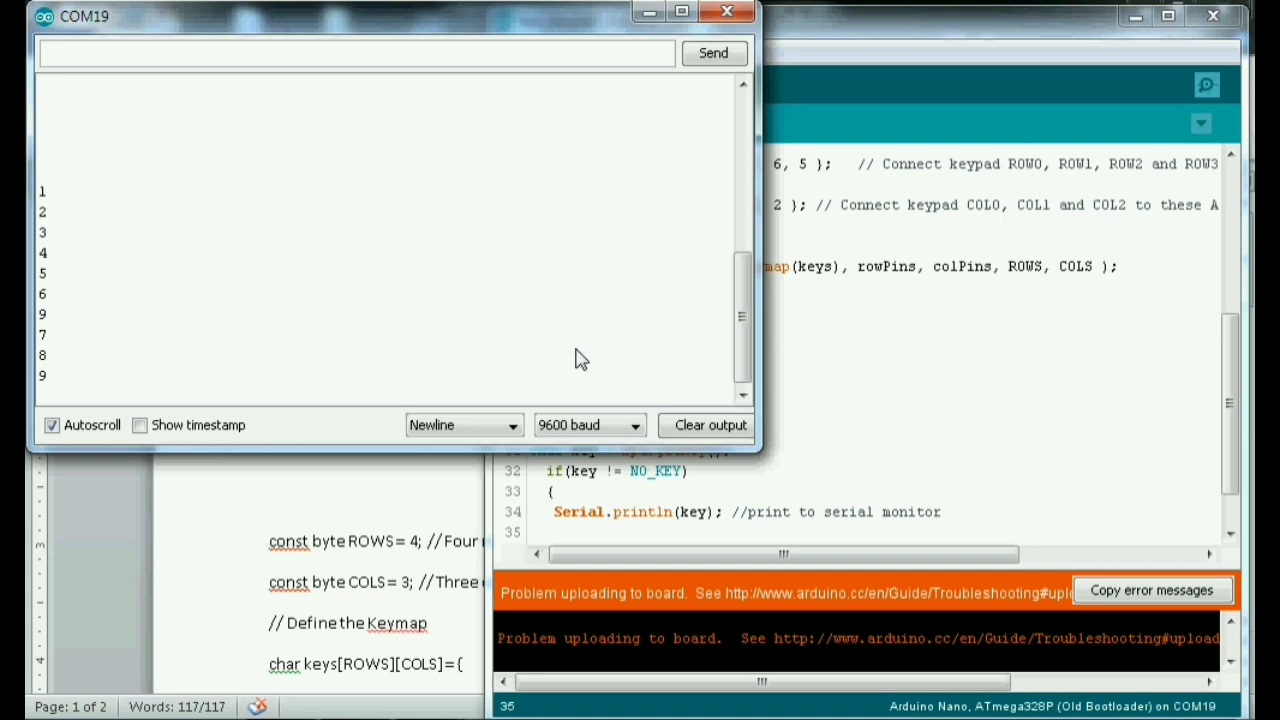 COM19
Send
1
2
3
4
5
6
9
7
8
9
Autoscroll
Show timestamp
Newline
9600 baud
Clear output
6, 5 };   // Connect keypad ROW0, ROW1, ROW2 and ROW3
2 }; // Connect keypad COL0, COL1 and COL2 to these A
map(keys), rowPins, colPins, ROWS, COLS );
32 if(key != NO_KEY)
33 {
34 Serial.println(key); //print to serial monitor
35
const byte ROWS = 4; // Four
const byte COLS = 3; // Three
// Define the Keymap
char keys[ROWS][COLS] = {
Problem uploading to board.  See http://www.arduino.cc/en/Guide/Troubleshooting#uplo
Copy error messages
Problem uploading to board.  See http://www.arduino.cc/en/Guide/Troubleshooting#upload
Page: 1 of 2
Words: 117/117
35
Arduino Nano, ATmega328P (Old Bootloader) on COM19